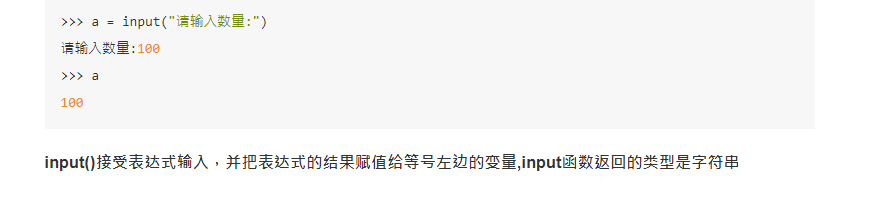 >>> a = input("请输入数量:")
请输入数量:100
>>> a
100
input()接受表达式输入，并把表达式的结果赋值给等号左边的变量,input函数返回的类型是字符串